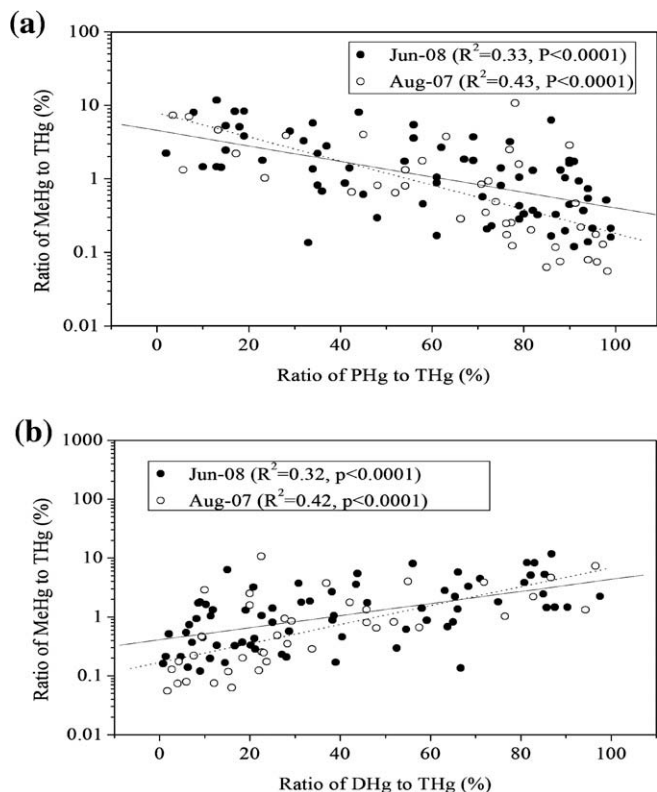 (a)
100
10
1
0.1
0.01
Ratio of MeHg to THg (%)
Jun-08 (R²=0.33, P<0.0001)
Aug-07 (R²=0.43, P<0.0001)
0 20 40 60 80 100
Ratio of PHg to THg (%)
(b)
1000
100
10
1
0.1
0.01
Ratio of MeHg to THg (%)
Jun-08 (R²=0.32, p<0.0001)
Aug-07 (R²=0.42, p<0.0001)
0 20 40 60 80 100
Ratio of DHg to THg (%)